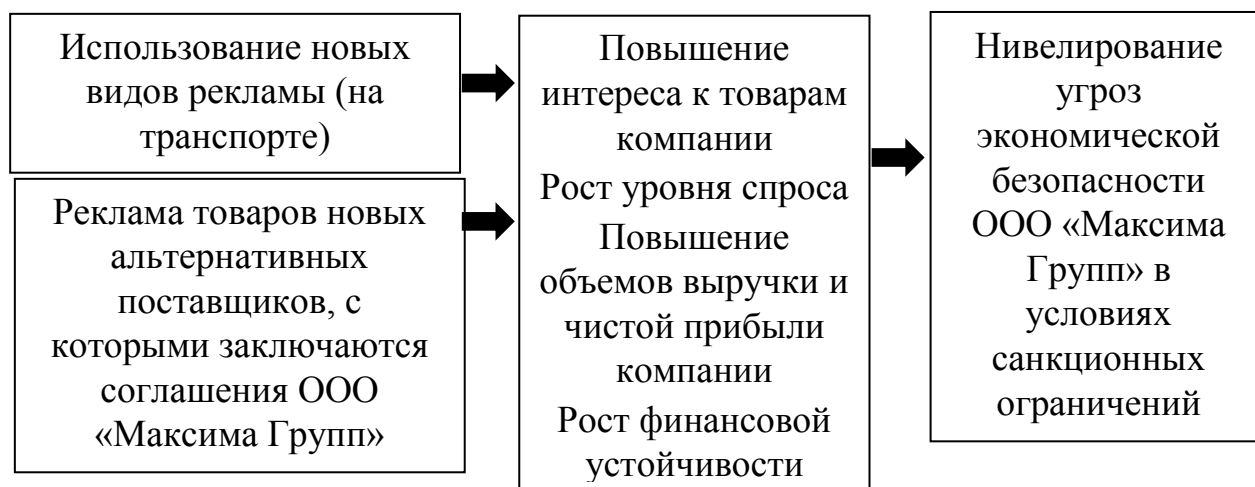 Использование новых
видов рекламы (на
транспорте)
Реклама товаров новых
альтернативных
поставщиков, с
которыми заключаются
соглашения ООО
«Максима Групп»
Повышение
интереса к товарам
компании
Рост уровня спроса
Повышение
объемов выручки и
чистой прибыли
компании
Рост финансовой
устойчивости
Нивелирование
угроз
экономической
безопасности
ООО «Максима
Групп» в
условиях
санкционных
ограничений